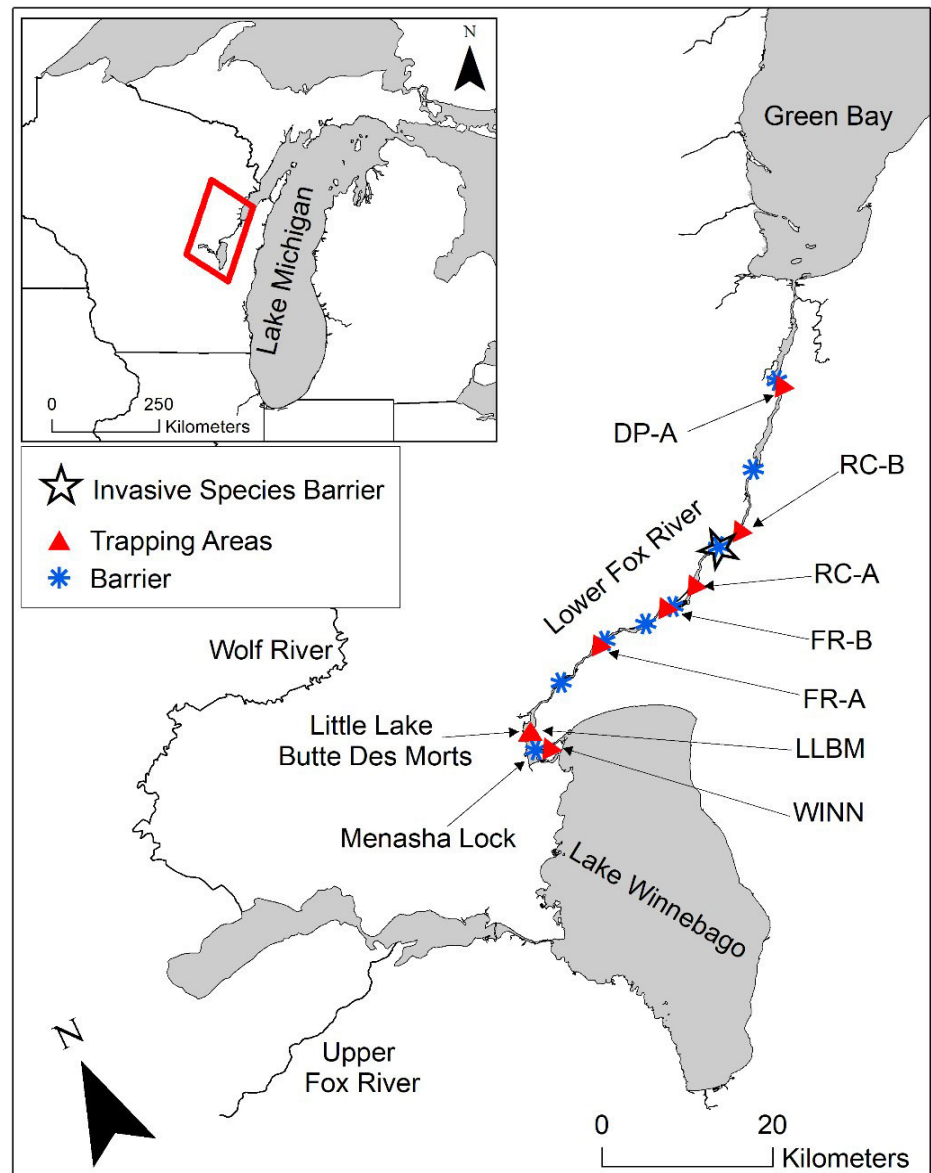 N
Lake Michigan
0 250
Kilometers
Invasive Species Barrier
Trapping Areas
Barrier
Green Bay
DP-A
RC-B
Lower Fox River
RC-A
FR-B
FR-A
Wolf River
Little Lake
Butte Des Morts
LLBM
WINN
Menasha Lock
Lake Winnebago
N
Upper
Fox River
0 20
Kilometers